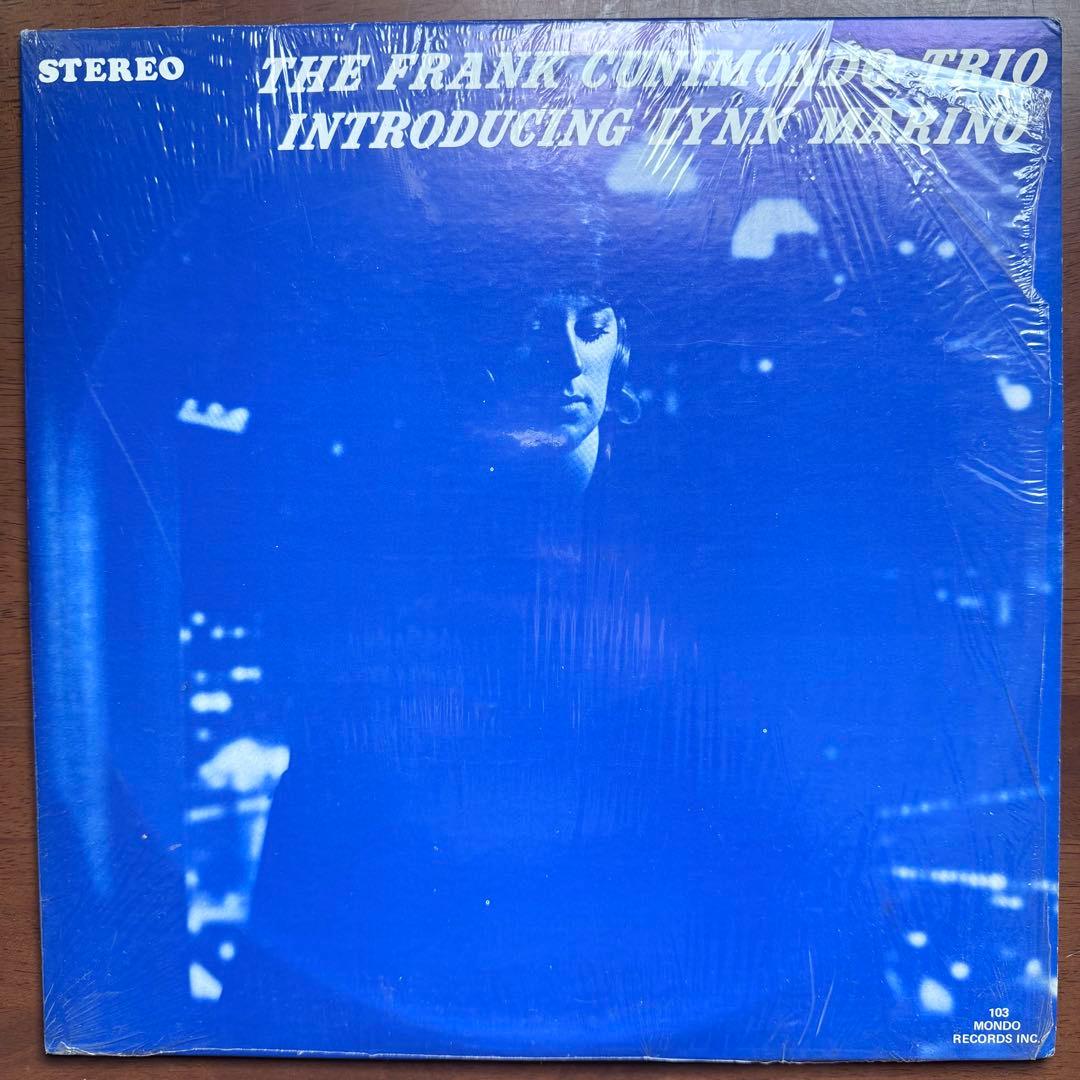 STEREO
THE FRANK CUNIMONDO TRIO
INTRODUCING LYNN MARINO
103
MONDO
RECORDS INC.